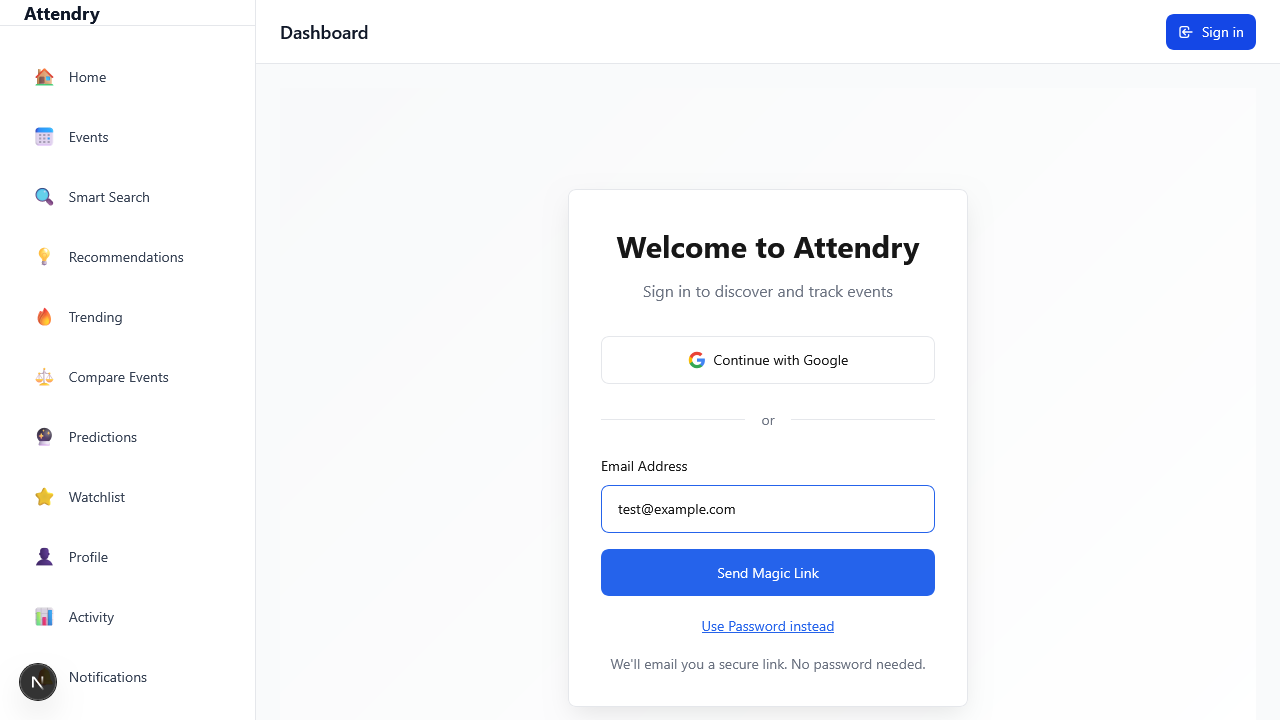 Attendry
Home
Events
Smart Search
Recommendations
Trending
Compare Events
Predictions
Watchlist
Profile
Activity
Notifications
N
Dashboard
Sign in
Welcome to Attendry
Sign in to discover and track events
Continue with Google
or
Email Address
test@example.com
Send Magic Link
Use Password instead
We'll email you a secure link. No password needed.